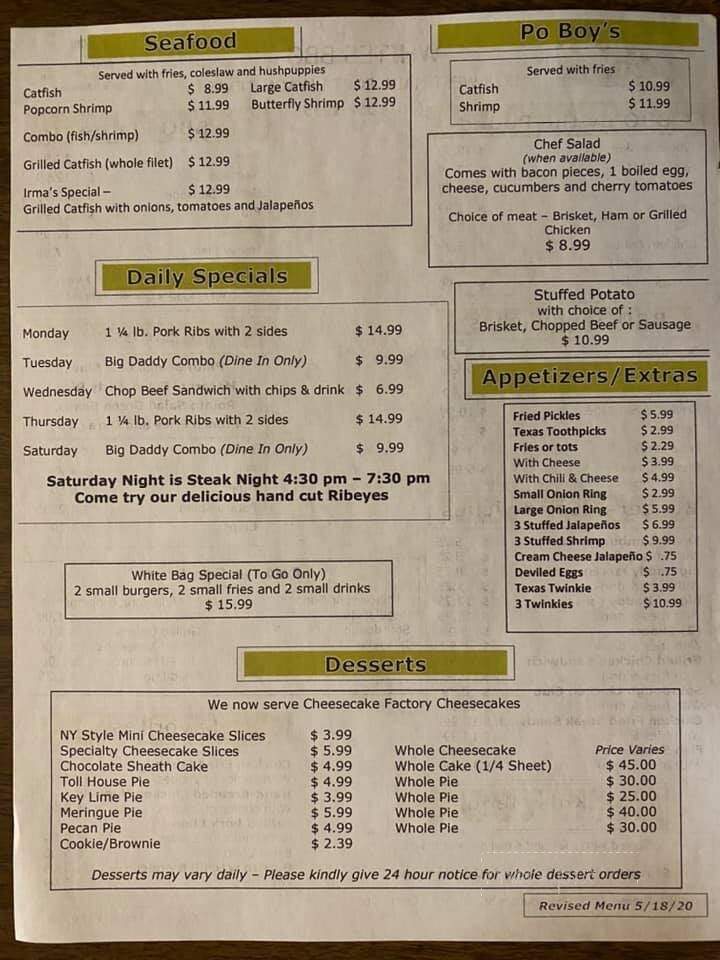 Seafood
Served with fries, coleslaw and hushpuppies
Catfish $ 8.99 Large Catfish $ 12.99
Popcorn Shrimp $ 11.99 Butterfly Shrimp $ 12.99
Combo (fish/shrimp) $ 12.99
Grilled Catfish (whole filet) $ 12.99
Irma's Special – $ 12.99
Grilled Catfish with onions, tomatoes and Jalapeños
Po Boy's
Served with fries
Catfish $ 10.99
Shrimp $ 11.99
Chef Salad
(when available)
Comes with bacon pieces, 1 boiled egg,
cheese, cucumbers and cherry tomatoes
Choice of meat – Brisket, Ham or Grilled
Chicken
$ 8.99
Daily Specials
Monday 1 ¼ lb. Pork Ribs with 2 sides $ 14.99
Tuesday Big Daddy Combo (Dine In Only) $ 9.99
Wednesday Chop Beef Sandwich with chips & drink $ 6.99
Thursday 1 ¼ lb. Pork Ribs with 2 sides $ 14.99
Saturday Big Daddy Combo (Dine In Only) $ 9.99
Saturday Night is Steak Night 4:30 pm – 7:30 pm
Come try our delicious hand cut Ribeyes
Stuffed Potato
with choice of :
Brisket, Chopped Beef or Sausage
$ 10.99
Appetizers/Extras
Fried Pickles $ 5.99
Texas Toothpicks $ 2.99
Fries or tots $ 2.29
With Cheese $ 3.99
With Chili & Cheese $ 4.99
Small Onion Ring $ 2.99
Large Onion Ring $ 5.99
3 Stuffed Jalapeños $ 6.99
3 Stuffed Shrimp $ 9.99
Cream Cheese Jalapeño $ .75
Deviled Eggs $ .75
Texas Twinkie $ 3.99
3 Twinkies $ 10.99
White Bag Special (To Go Only)
2 small burgers, 2 small fries and 2 small drinks
$ 15.99
Desserts
We now serve Cheesecake Factory Cheesecakes
NY Style Mini Cheesecake Slices $ 3.99
Specialty Cheesecake Slices $ 5.99 Whole Cheesecake Price Varies
Chocolate Sheath Cake $ 4.99 Whole Cake (1/4 Sheet) $ 45.00
Toll House Pie $ 4.99 Whole Pie $ 30.00
Key Lime Pie $ 3.99 Whole Pie $ 25.00
Meringue Pie $ 5.99 Whole Pie $ 40.00
Pecan Pie $ 4.99 Whole Pie $ 30.00
Cookie/Brownie $ 2.39
Desserts may vary daily – Please kindly give 24 hour notice for whole dessert orders
Revised Menu 5/18/20